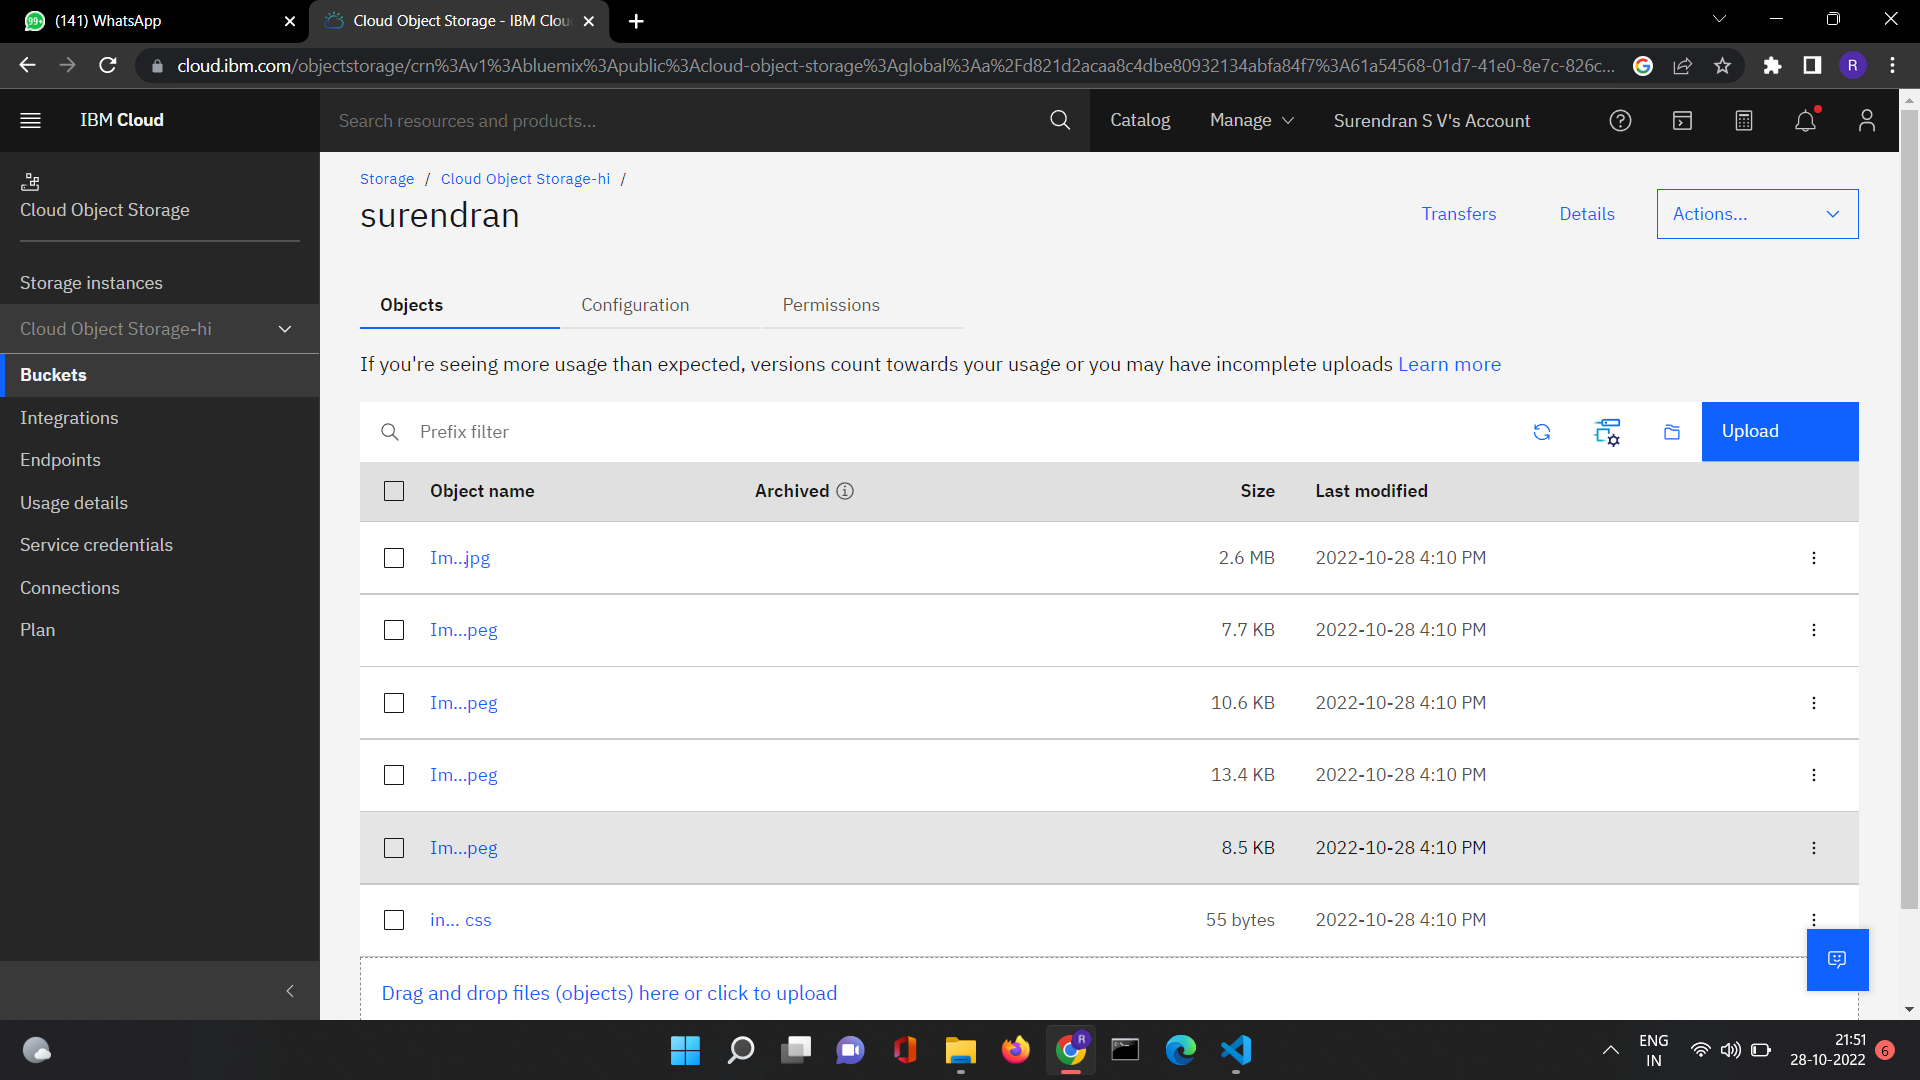 (141) WhatsApp
Cloud Object Storage - IBM Clou
cloud.ibm.com/objectstorage/crn%3Av1%3Abluemix%3Apublic%3Acloud-object-storage%3Aglobal%3Aa%2Fd821d2acaa8c4dbe80932134abfa84f7%3A61a54568-01d7-41e0-8e7c-826c...
R
IBM Cloud
Search resources and products...
Catalog
Manage
Surendran S V's Account
Cloud Object Storage
Storage instances
Cloud Object Storage-hi
Buckets
Integrations
Endpoints
Usage details
Service credentials
Connections
Plan
Storage / Cloud Object Storage-hi /
surendran
Transfers
Details
Actions...
Objects
Configuration
Permissions
If you're seeing more usage than expected, versions count towards your usage or you may have incomplete uploads Learn more
Prefix filter
Upload
Object name Archived Size Last modified
Im...jpg 2.6 MB 2022-10-28 4:10 PM
Im...peg 7.7 KB 2022-10-28 4:10 PM
Im...peg 10.6 KB 2022-10-28 4:10 PM
Im...peg 13.4 KB 2022-10-28 4:10 PM
Im...peg 8.5 KB 2022-10-28 4:10 PM
in... css 55 bytes 2022-10-28 4:10 PM
Drag and drop files (objects) here or click to upload
R
ENG
IN
21:51
28-10-2022
6